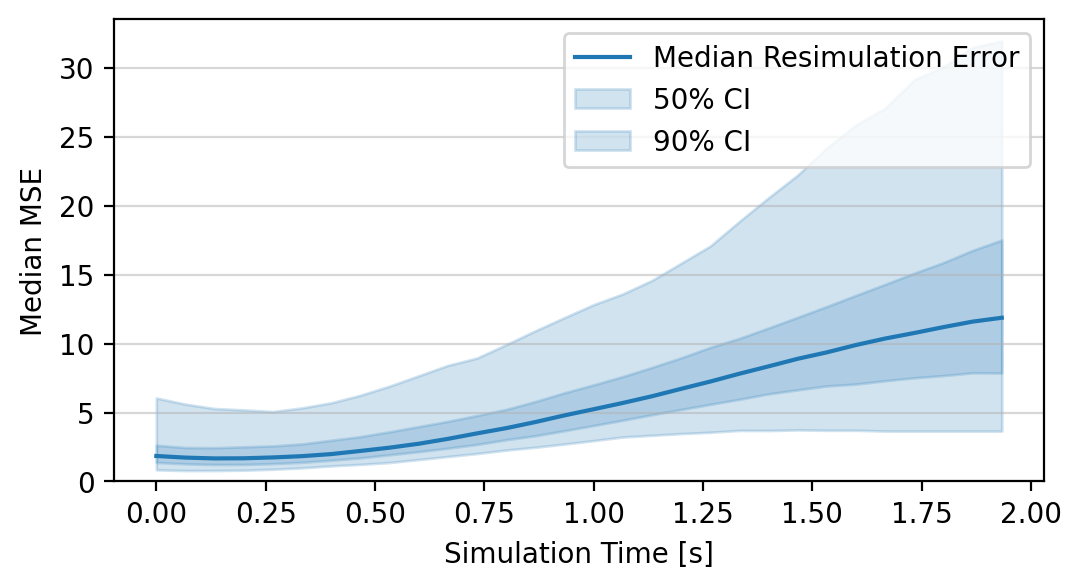 Median Resimulation Error
50% CI
90% CI
30
25
20
15
10
5
0
Median MSE
0.00 0.25 0.50 0.75 1.00 1.25 1.50 1.75 2.00
Simulation Time [s]